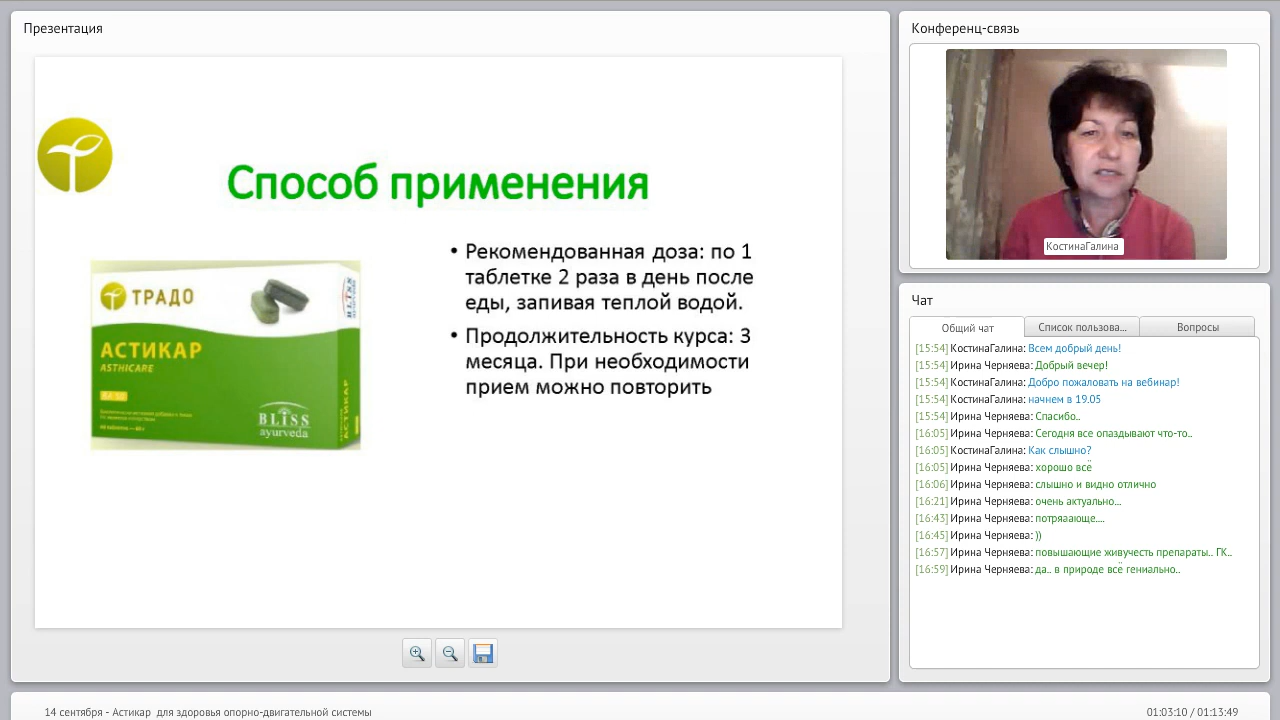 Презентация
Способ применения
• Рекомендованная доза: по 1
таблетке 2 раза в день после
еды, запивая теплой водой.
• Продолжительность курса: 3
месяца. При необходимости
прием можно повторить
ТРАДО
BLISS
АСТИКАР
ASTHICARE
BLISS
ayurveda
АСТИКАР
Конференц-связь
КостинаГалина
Чат
Общий чат
Список пользова...
Вопросы
[15:54] КостинаГалина: Всем добрый день!
[15:54] Ирина Черняева: Добрый вечер!
[15:54] КостинаГалина: Добро пожаловать на вебинар!
[15:54] КостинаГалина: начнем в 19.05
[15:54] Ирина Черняева: Спасибо..
[16:05] Ирина Черняева: Сегодня все опаздывают что-то..
[16:05] КостинаГалина: Как слышно?
[16:05] Ирина Черняева: хорошо всё
[16:06] Ирина Черняева: слышно и видно отлично
[16:21] Ирина Черняева: очень актуально...
[16:43] Ирина Черняева: потряаающе....
[16:45] Ирина Черняева: ))
[16:57] Ирина Черняева: повышающие живучесть препараты.. ГК..
[16:59] Ирина Черняева: да.. в природе всё гениально..
14 сентября - Астикар для здоровья опорно-двигательной системы
01:03:10 / 01:13:49